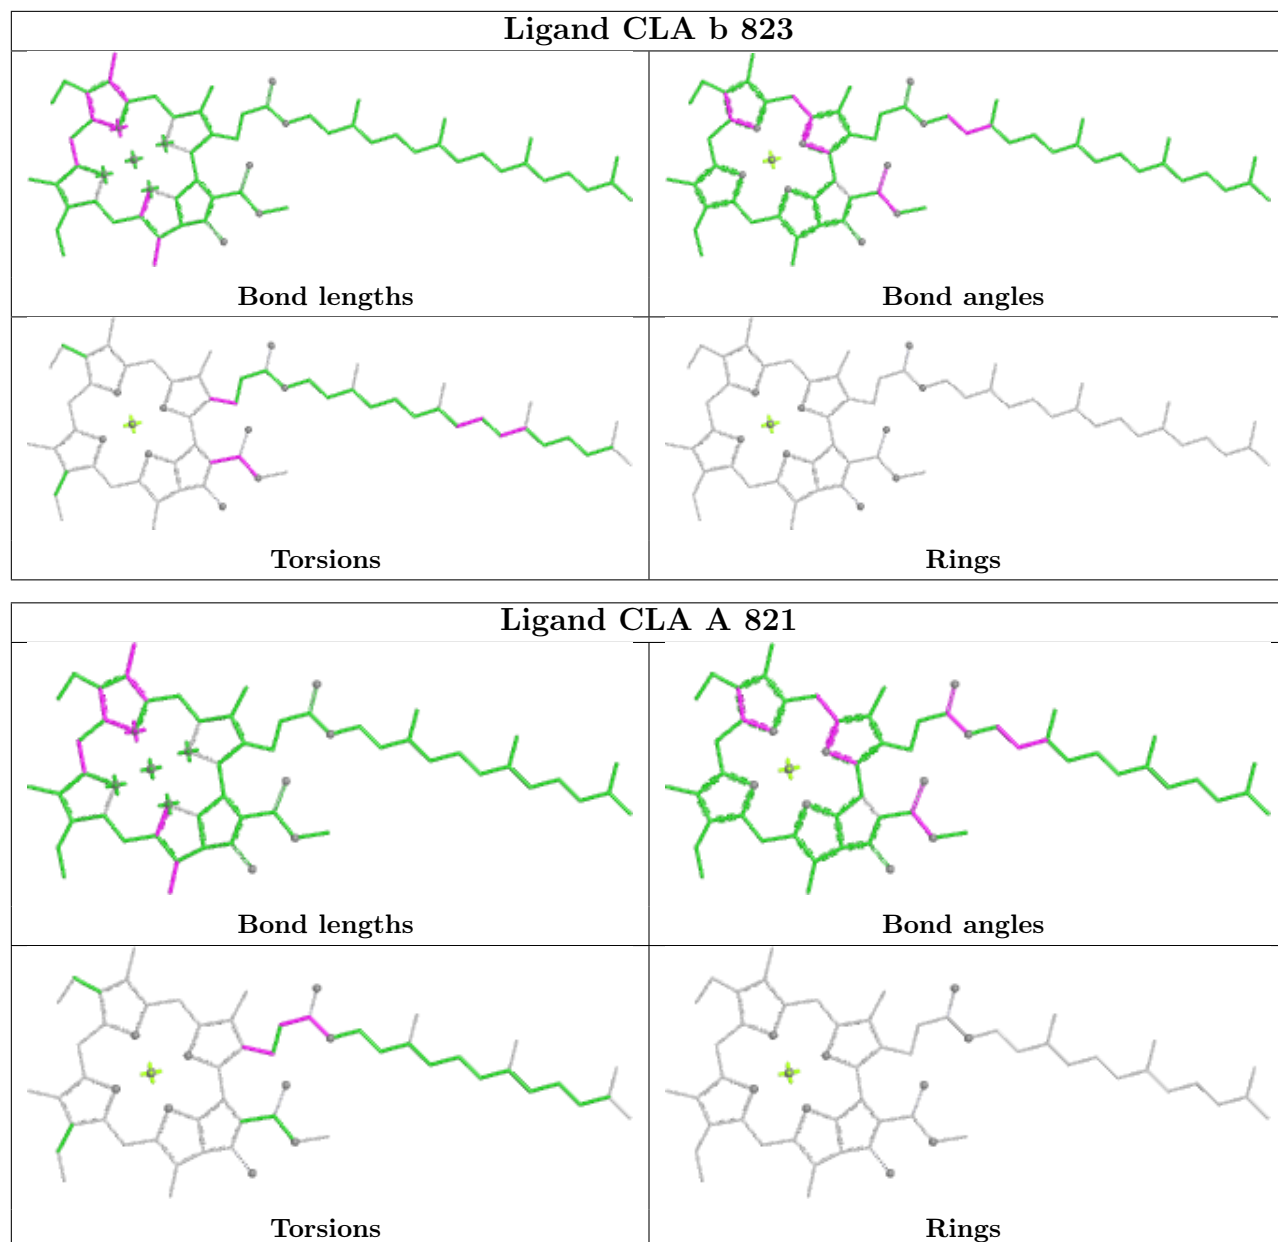 Ligand CLA b 823
Bond lengths
Bond angles
Torsions
Rings
Ligand CLA A 821
Bond lengths
Bond angles
Torsions
Rings